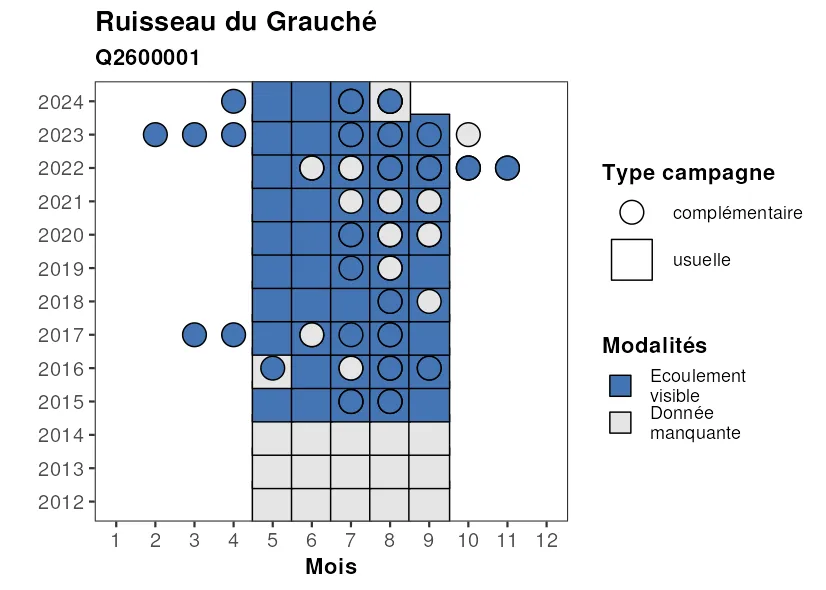 Ruisseau du Grauché
Q2600001
2024
2023
2022
2021
2020
2019
2018
2017
2016
2015
2014
2013
2012
1 2 3 4 5 6 7 8 9 10 11 12
Mois
Type campagne
complémentaire
usuelle
Modalités
Ecoulement
visible
Donnée
manquante